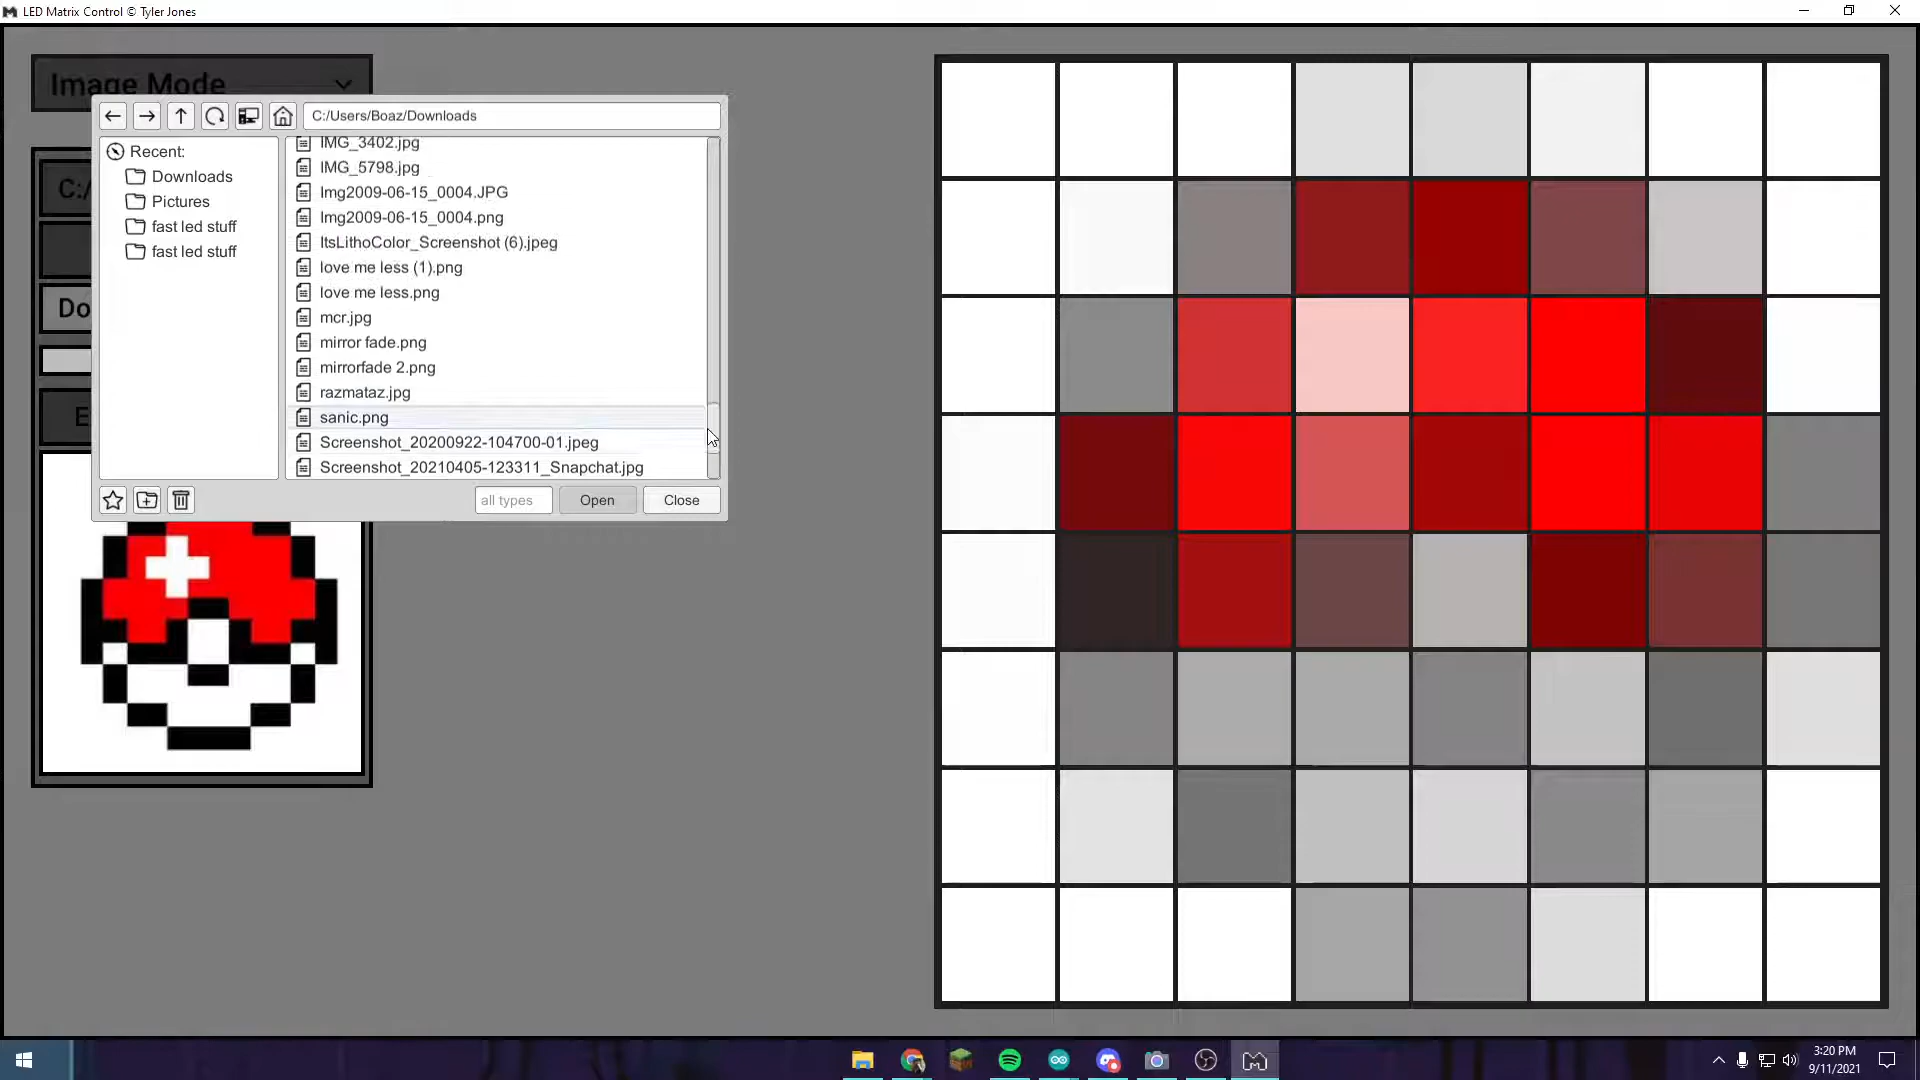 LED Matrix Control © Tyler Jones
Image Mode
C:/Users/Boaz/Downloads
Recent:
Downloads
Pictures
fast led stuff
fast led stuff
IMG_3402.jpg
IMG_5798.jpg
Img2009-06-15_0004.JPG
Img2009-06-15_0004.png
ItsLithoColor_Screenshot (6).jpeg
love me less (1).png
love me less.png
mcr.jpg
mirror fade.png
mirrorfade 2.png
razmataz.jpg
sanic.png
Screenshot_20200922-104700-01.jpeg
Screenshot_20210405-123311_Snapchat.jpg
all types
Open
Close
C:/
Do
E
3:20 PM
9/11/2021